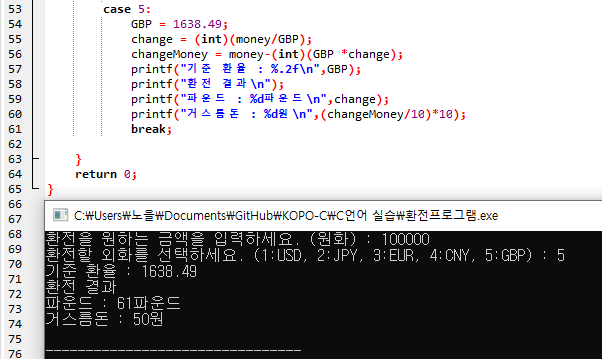 53 case 5:
54 GBP = 1638.49;
55 change = (int)(money/GBP);
56 changeMoney = money-(int)(GBP *change);
57 printf("기준 환율 : %.2f\n",GBP);
58 printf("환전 결과\n");
59 printf("파운드 : %d파운드\n",change);
60 printf("거스름돈 : %d원\n",(changeMoney/10)*10);
61 break;
62
63 }
64 return 0;
65 }
66
67 C:\Users\노을\Documents\GitHub\KOPO-C\C언어 실습\환전프로그램.exe
68 환전을 원하는 금액을 입력하세요. (원화) : 100000
69 환전할 외화를 선택하세요. (1:USD, 2:JPY, 3:EUR, 4:CNY, 5:GBP) : 5
70 기준 환율 : 1638.49
71 환전 결과
72
73 파운드 : 61파운드
74 거스름돈 : 50원
75
76 --------------------------------